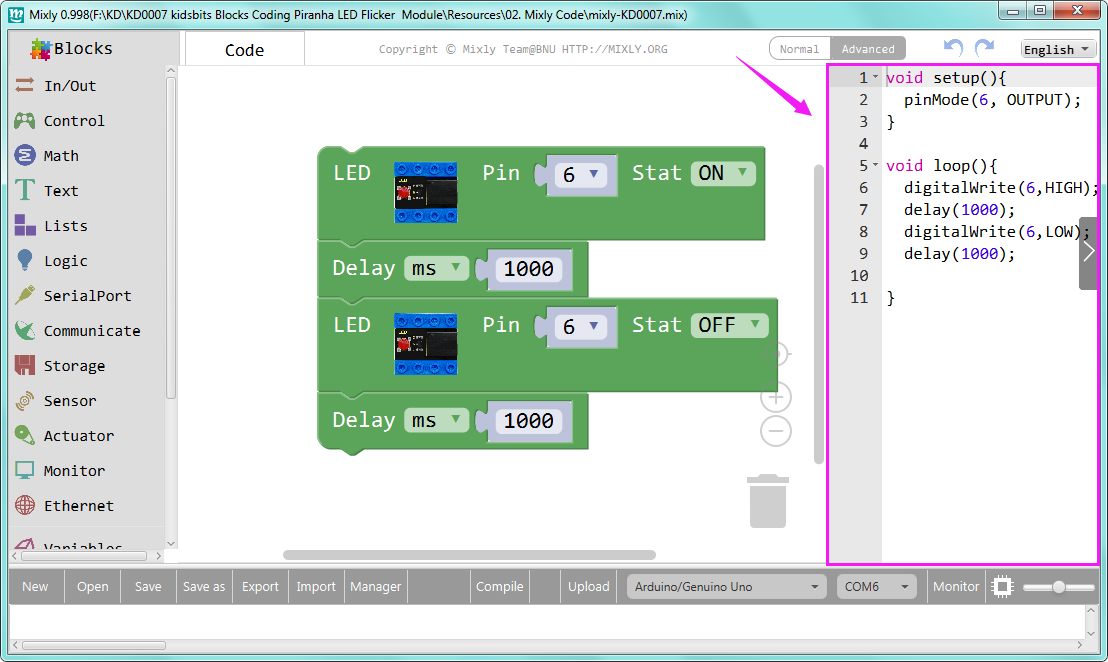 Mixly 0.998(F:\KD\KD0007 kidsbits Blocks Coding Piranha LED Flicker  Module\Resources\02. Mixly Code\mixly-KD0007.mix)
Blocks
Code
Copyright © Mixly Team@BNU HTTP://MIXLY.ORG
Normal
Advanced
English
In/Out
Control
Math
Text
Lists
Logic
SerialPort
Communicate
Storage
Sensor
Actuator
Monitor
Ethernet
Variables
LED Pin 6 Stat ON
Delay ms 1000
LED Pin 6 Stat OFF
Delay ms 1000
1 void setup(){
2   pinMode(6, OUTPUT);
3 }
4
5 void loop(){
6   digitalWrite(6,HIGH);
7   delay(1000);
8   digitalWrite(6,LOW);
9   delay(1000);
10
11 }
New Open Save Save as Export Import Manager Compile Upload Arduino/Genuino Uno COM6 Monitor